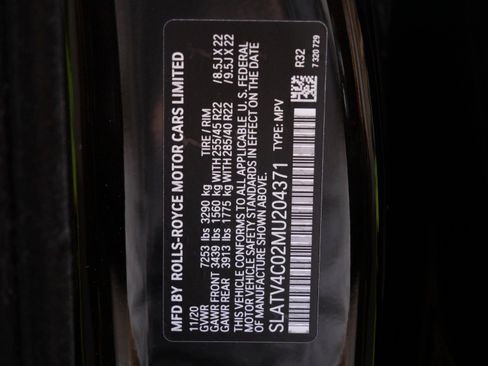 MFD BY ROLLS-ROYCE MOTOR CARS LIMITED
11/20 TIRE / RIM
GVWR 7253 lbs 3290 kg
GAWR FRONT 3439 lbs 1560 kg WITH 255/45 R22 /8.5J X 22
GAWR REAR 3913 lbs 1775 kg WITH 285/40 R22 /9.5J X 22
THIS VEHICLE CONFORMS TO ALL APPLICABLE U. S. FEDERAL
MOTOR VEHICLE SAFETY STANDARDS IN EFFECT ON THE DATE
OF MANUFACTURE SHOWN ABOVE.
SLATV4C02MU204371 TYPE: MPV
R32
7 320 729